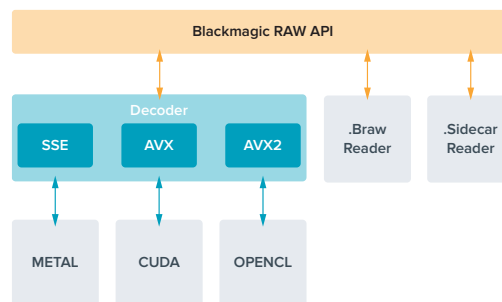 Blackmagic RAW API
Decoder
SSE
AVX
AVX2
.Braw
Reader
.Sidecar
Reader
METAL
CUDA
OPENCL